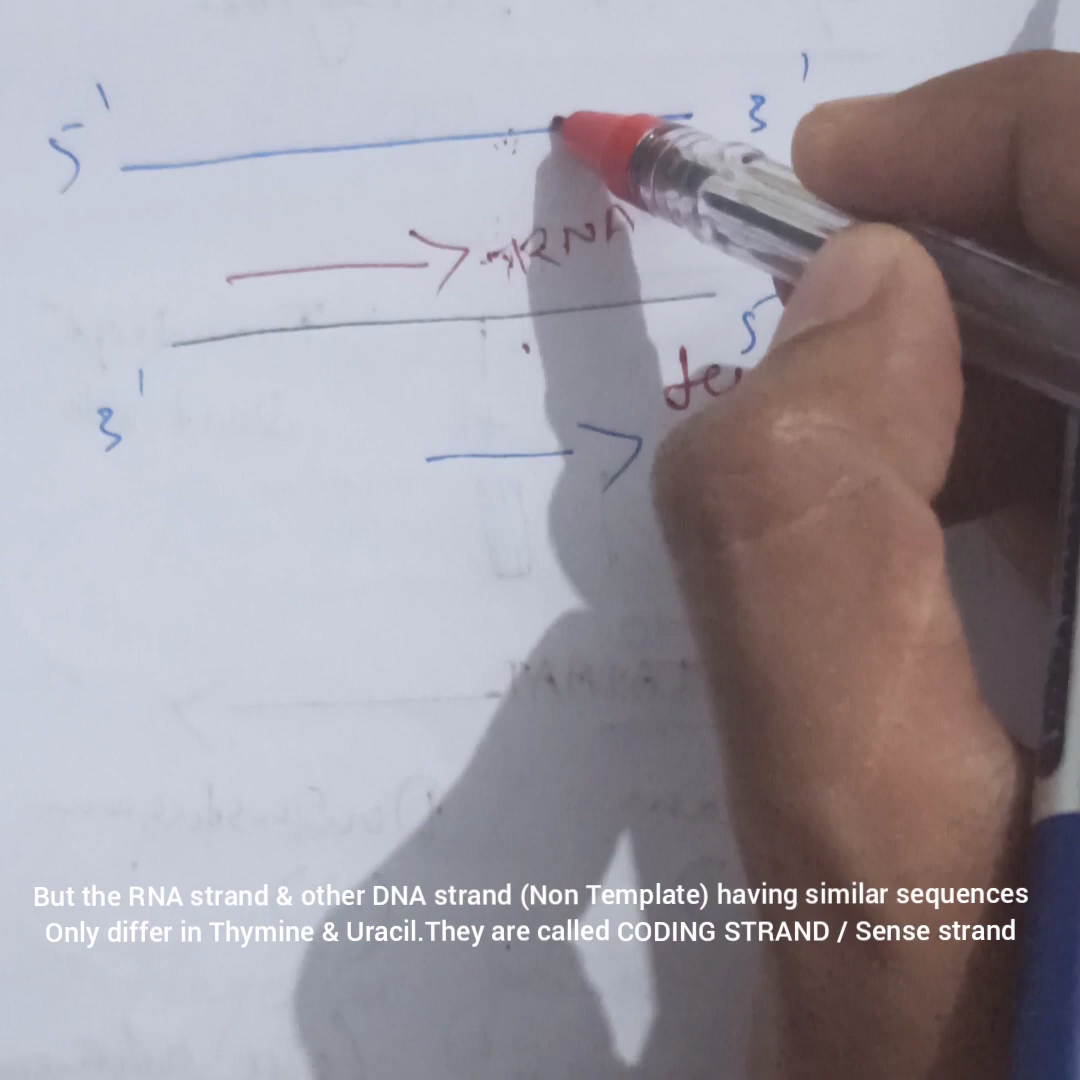 5' 3'
mRNA
5
3'
But the RNA strand & other DNA strand (Non Template) having similar sequences
Only differ in Thymine & Uracil.They are called CODING STRAND / Sense strand